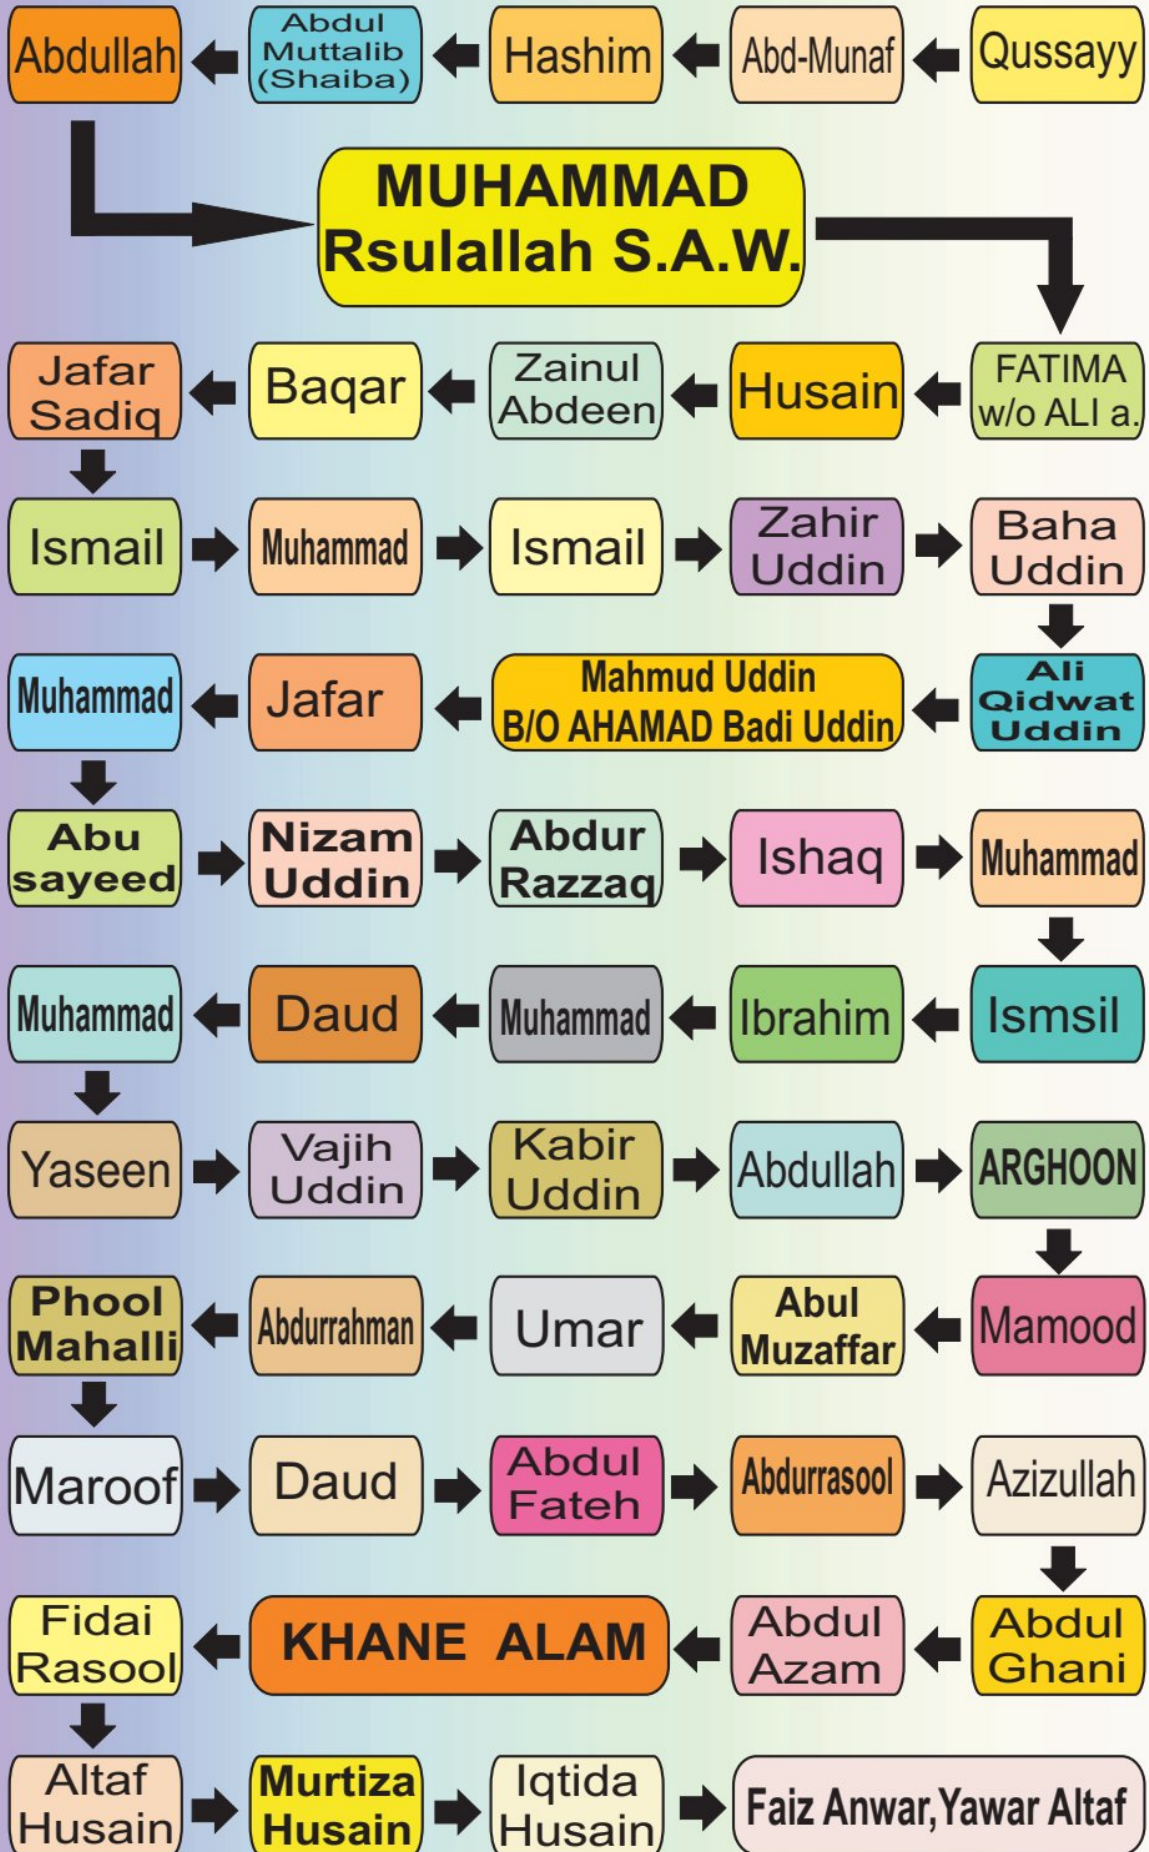 Abdullah
Abdul
Muttalib
(Shaiba)
Hashim
Abd-Munaf
Qussayy
MUHAMMAD
Rsulallah S.A.W.
Jafar
Sadiq
Baqar
Zainul
Abdeen
Husain
FATIMA
w/o ALI a.
Ismail
Muhammad
Ismail
Zahir
Uddin
Baha
Uddin
Muhammad
Jafar
Mahmud Uddin
B/O AHAMAD Badi Uddin
Ali
Qidwat
Uddin
Abu
sayeed
Nizam
Uddin
Abdur
Razzaq
Ishaq
Muhammad
Muhammad
Daud
Muhammad
Ibrahim
Ismsil
Yaseen
Vajih
Uddin
Kabir
Uddin
Abdullah
ARGHOON
Phool
Mahalli
Abdurrahman
Umar
Abul
Muzaffar
Mamood
Maroof
Daud
Abdul
Fateh
Abdurrasool
Azizullah
Fidai
Rasool
KHANE ALAM
Abdul
Azam
Abdul
Ghani
Altaf
Husain
Murtiza
Husain
Iqtida
Husain
Faiz Anwar,Yawar Altaf